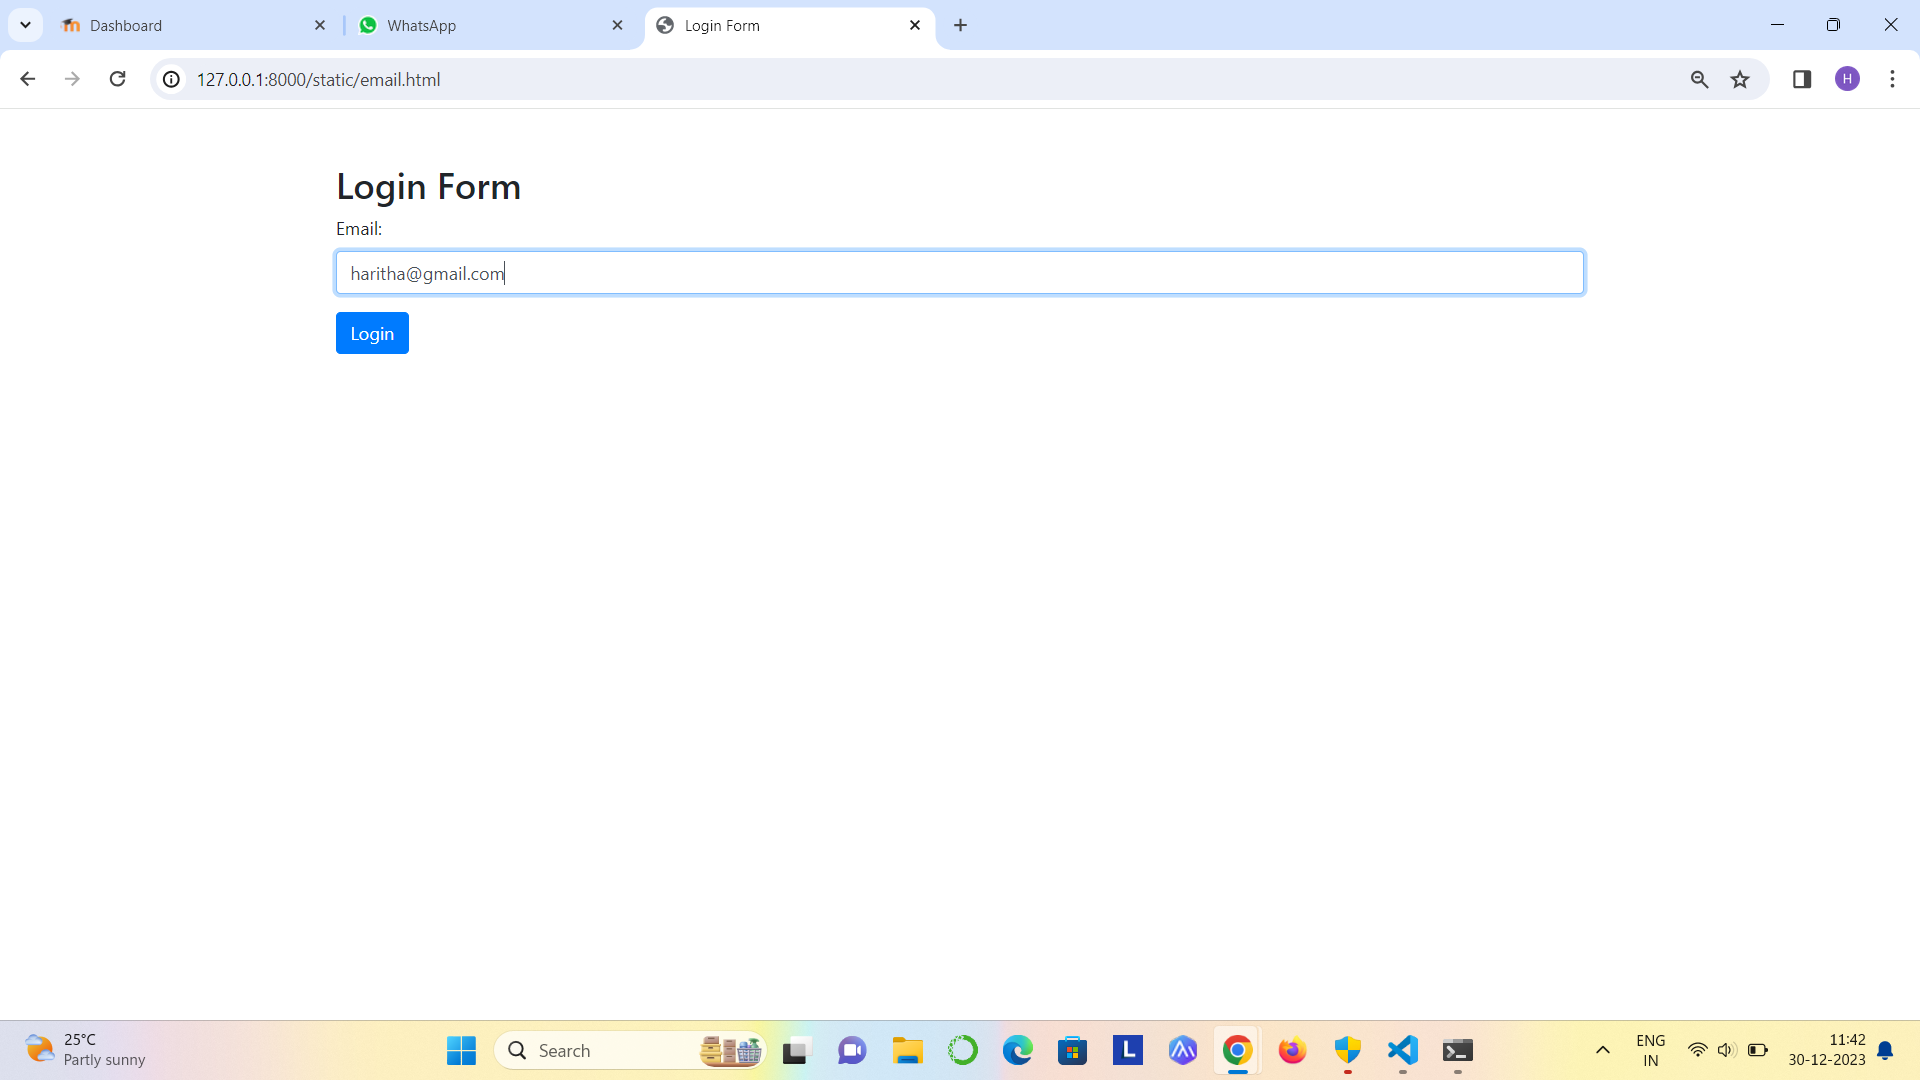 Dashboard
WhatsApp
Login Form
127.0.0.1:8000/static/email.html
H
Login Form
Email:
haritha@gmail.com
Login
25°C
Partly sunny
Search
L
ENG
IN
11:42
30-12-2023